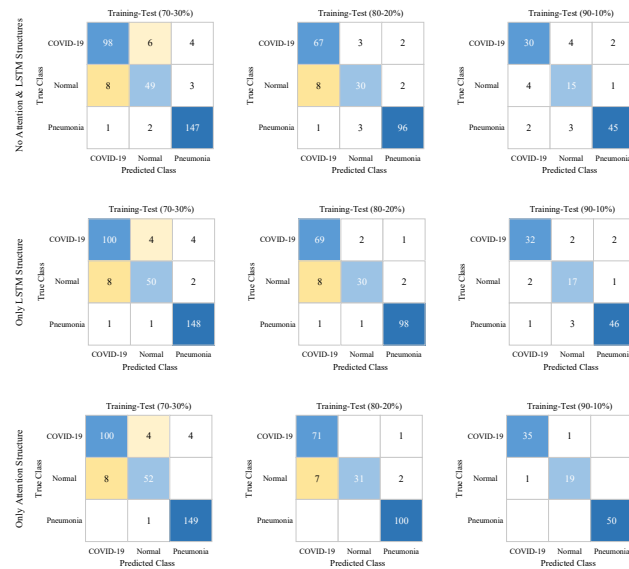 No Attention & LSTM Structures
Training-Test (70-30%)
True Class
COVID-19 98 6 4
Normal 8 49 3
Pneumonia 1 2 147
COVID-19 Normal Pneumonia
Predicted Class
Training-Test (80-20%)
True Class
COVID-19 67 3 2
Normal 8 30 2
Pneumonia 1 3 96
COVID-19 Normal Pneumonia
Predicted Class
Training-Test (90-10%)
True Class
COVID-19 30 4 2
Normal 4 15 1
Pneumonia 2 3 45
COVID-19 Normal Pneumonia
Predicted Class
Only LSTM Structure
Training-Test (70-30%)
True Class
COVID-19 100 4 4
Normal 8 50 2
Pneumonia 1 1 148
COVID-19 Normal Pneumonia
Predicted Class
Training-Test (80-20%)
True Class
COVID-19 69 2 1
Normal 8 30 2
Pneumonia 1 1 98
COVID-19 Normal Pneumonia
Predicted Class
Training-Test (90-10%)
True Class
COVID-19 32 2 2
Normal 2 17 1
Pneumonia 1 3 46
COVID-19 Normal Pneumonia
Predicted Class
Only Attention Structure
Training-Test (70-30%)
True Class
COVID-19 100 4 4
Normal 8 52
Pneumonia 1 149
COVID-19 Normal Pneumonia
Predicted Class
Training-Test (80-20%)
True Class
COVID-19 71 1
Normal 7 31 2
Pneumonia 100
COVID-19 Normal Pneumonia
Predicted Class
Training-Test (90-10%)
True Class
COVID-19 35 1
Normal 1 19
Pneumonia 50
COVID-19 Normal Pneumonia
Predicted Class